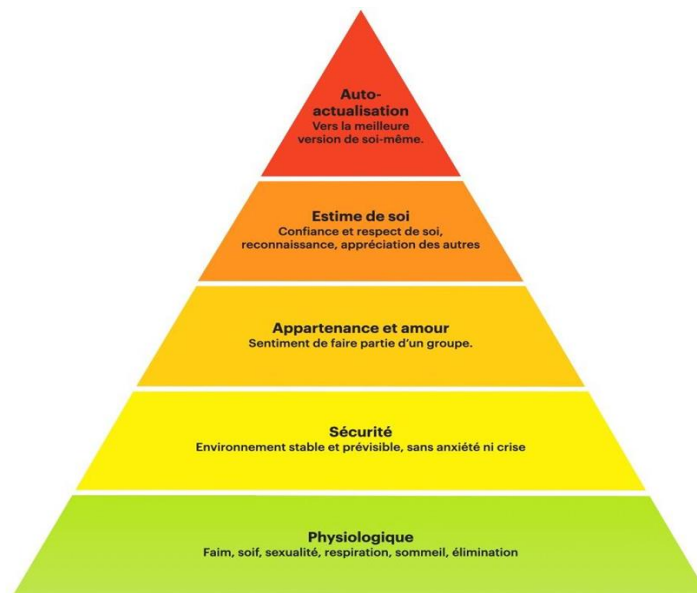 Auto-
actualisation
Vers la meilleure
version de soi-même.
Estime de soi
Confiance et respect de soi,
reconnaissance, appréciation des autres
Appartenance et amour
Sentiment de faire partie d'un groupe.
Sécurité
Environnement stable et prévisible, sans anxiété ni crise
Physiologique
Faim, soif, sexualité, respiration, sommeil, élimination